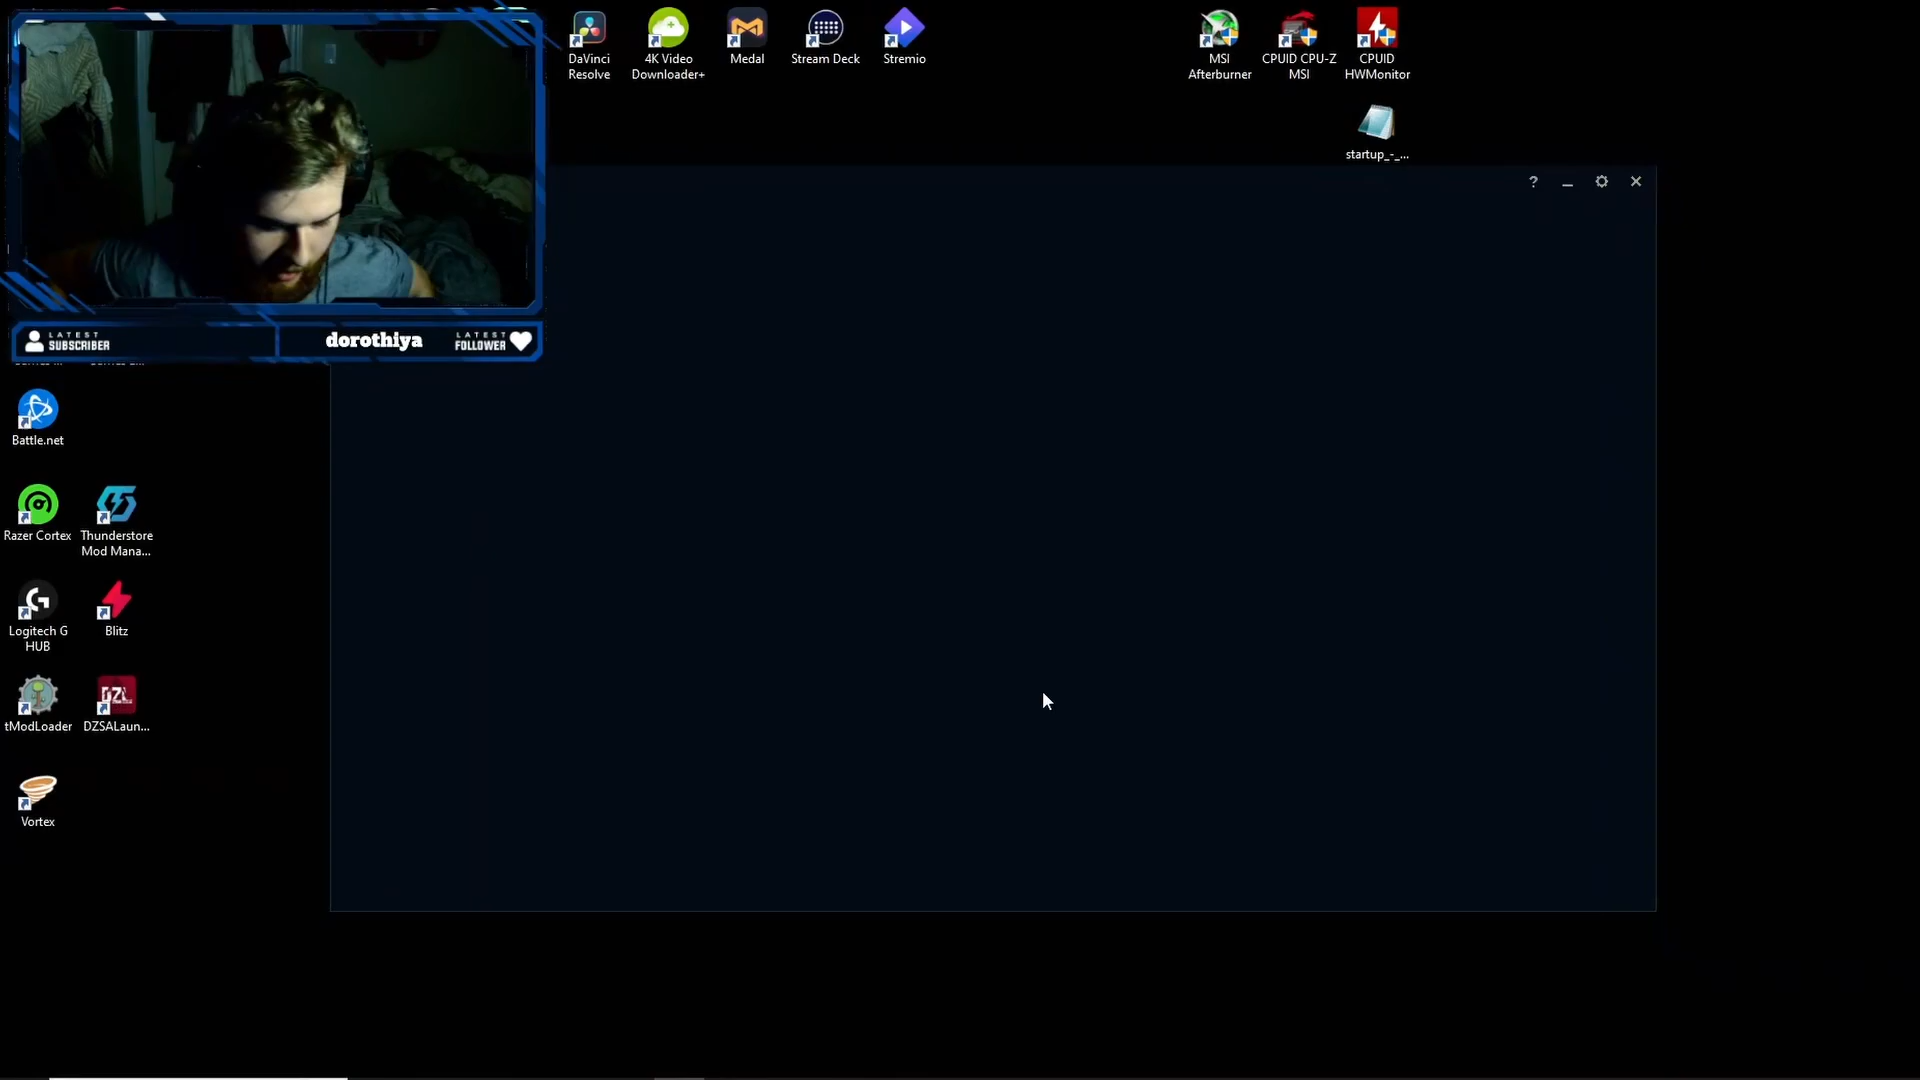 DaVinci
Resolve
4K Video
Downloader+
Medal
Stream Deck
Stremio
MSI
Afterburner
CPUID CPU-Z
MSI
CPUID
HWMonitor
startup_-_...
?
LATEST
SUBSCRIBER
dorothiya
LATEST
FOLLOWER
Battle.net
Razer Cortex
Thunderstore
Mod Mana...
Logitech G
HUB
Blitz
tModLoader
DZL
DZSALaun...
Vortex